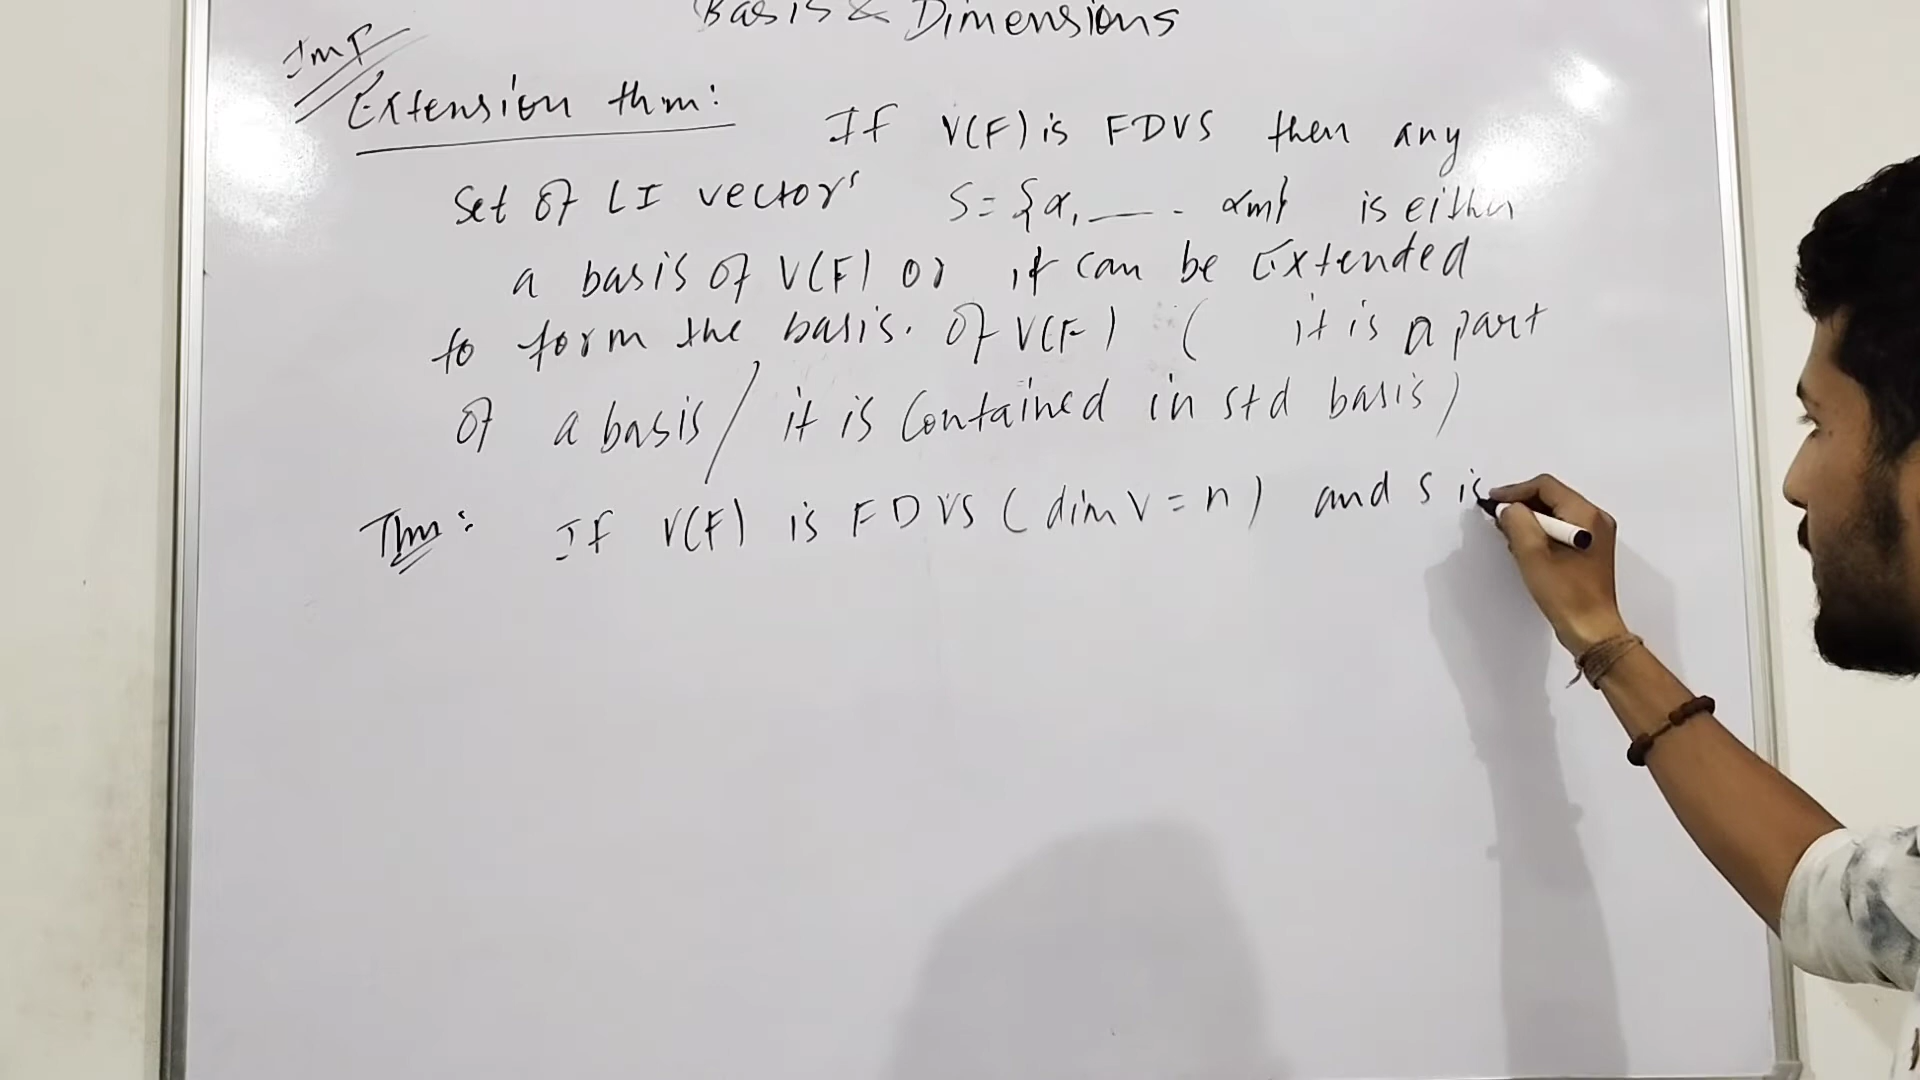 Basis & Dimensions
Imp
Extension thm: If V(F) is FDVS then any
Set of LI vectors S = {α, — - αm} is either
a basis of V(F) or it can be Extended
to form the basis. of V(F) ( it is a part
of a basis / it is Contained in std basis)
Thm: If V(F) is FDVS (dim V = n) and S is